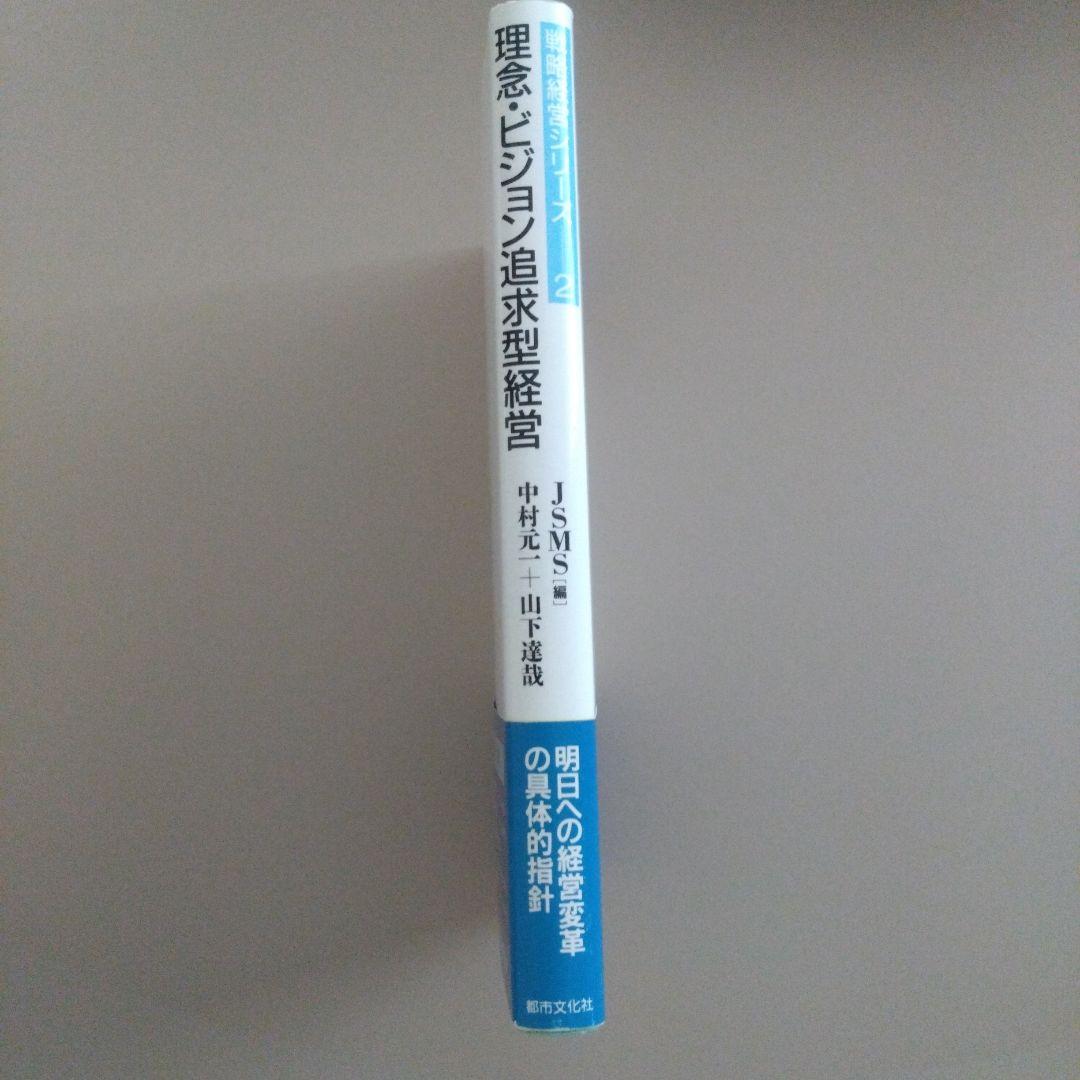 戦略経営シリーズ 2
理念・ビジョン追求型経営
JSMS[編]
中村元一+山下達哉
明日への経営変革
の具体的指針
都市文化社